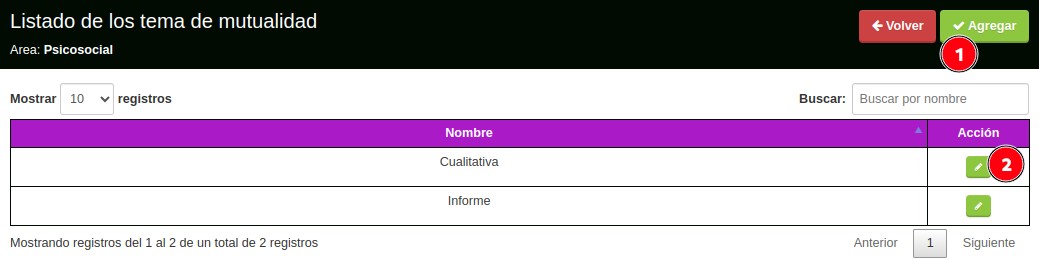 Listado de los tema de mutualidad
Volver
Agregar
Area: Psicosocial
1
Mostrar 10 registros
Buscar: Buscar por nombre
Nombre Acción
Cualitativa
2
Informe
Mostrando registros del 1 al 2 de un total de 2 registros
Anterior 1 Siguiente